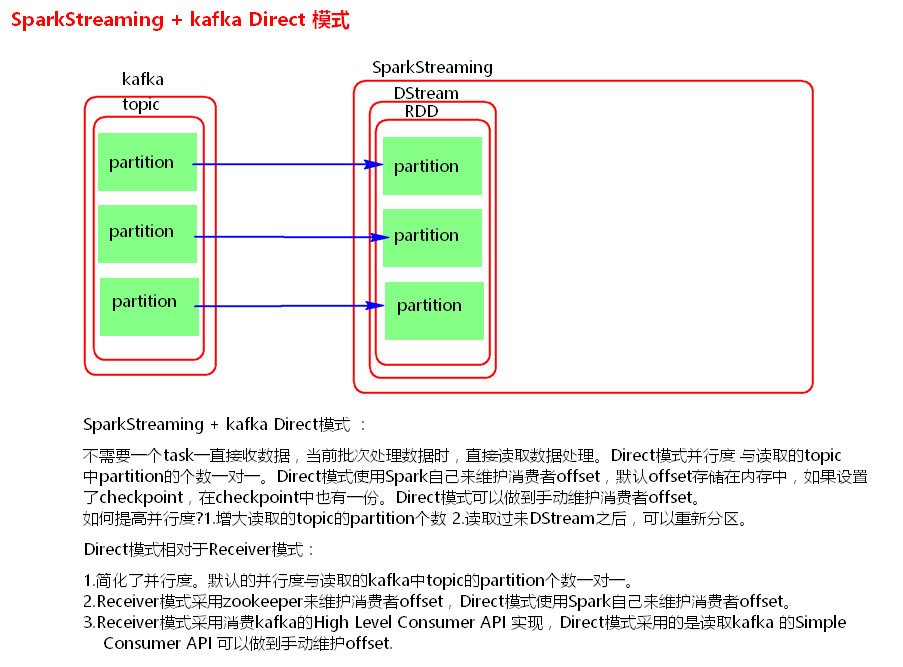 SparkStreaming + kafka Direct 模式
SparkStreaming
kafka
DStream
topic
RDD
partition
partition
partition
partition
partition
partition
SparkStreaming + kafka Direct模式 ：
不需要一个task一直接收数据，当前批次处理数据时，直接读取数据处理。Direct模式并行度 与读取的topic
中partition的个数一对一。Direct模式使用Spark自己来维护消费者offset，默认offset存储在内存中，如果设置
了checkpoint，在checkpoint中也有一份。Direct模式可以做到手动维护消费者offset。
如何提高并行度?1.增大读取的topic的partition个数 2.读取过来DStream之后，可以重新分区。
Direct模式相对于Receiver模式：
1.简化了并行度。默认的并行度与读取的kafka中topic的partition个数一对一。
2.Receiver模式采用zookeeper来维护消费者offset，Direct模式使用Spark自己来维护消费者offset。
3.Receiver模式采用消费kafka的High Level Consumer API 实现，Direct模式采用的是读取kafka 的Simple
Consumer API 可以做到手动维护offset.